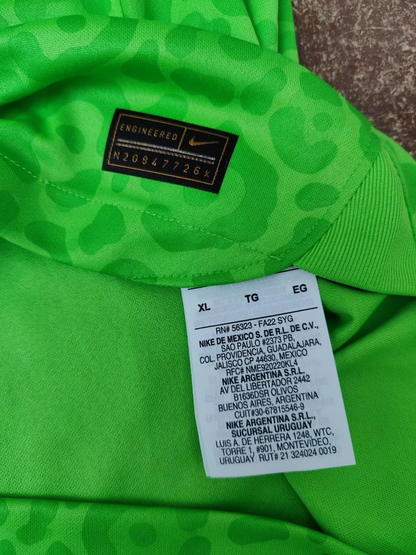 ENGINEERED
N20847726K
XL TG EG
RN# 56323 - FA22 SYG
NIKE DE MEXICO S. DE R.L. DE C.V.,
SAO PAULO #2373 PB,
COL. PROVIDENCIA, GUADALAJARA,
JALISCO CP 44630, MEXICO
RFC# NME920220KL4
NIKE ARGENTINA S.R.L.
AV DEL LIBERTADOR 2442
B1636DSR OLIVOS
BUENOS AIRES, ARGENTINA
CUIT#30-67815546-9
NIKE ARGENTINA S.R.L.,
SUCURSAL URUGUAY
LUIS A. DE HERRERA 1248, WTC,
TORRE 1, #901, MONTEVIDEO,
URUGUAY RUT# 21 324024 0019